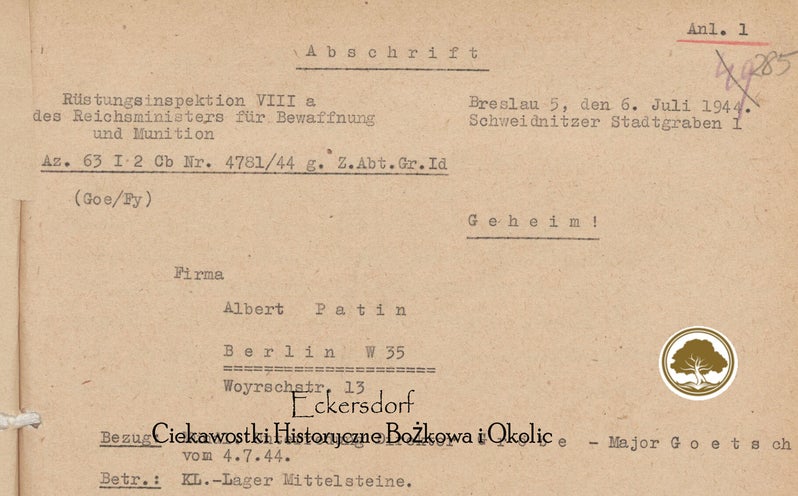 Anl. 1
285
A b s c h r i f t
Rüstungsinspektion VIII a
des Reichsministers für Bewaffnung
und Munition
Breslau 5, den 6. Juli 1944.
Schweidnitzer Stadtgraben 1
Az. 63 I 2 Cb Nr. 4781/44 g. Z.Abt.Gr.Id
(Goe/Fy)
G e h e i m !
Firma
Albert P a t i n
B e r l i n W 35
Woyrschstr. 13
Eckersdorf
Ciekawostki Historyczne Bożkowa i Okolic
Bezug: - Major G o e t s c h
vom 4.7.44.
Betr.: KL.-Lager Mittelsteine.